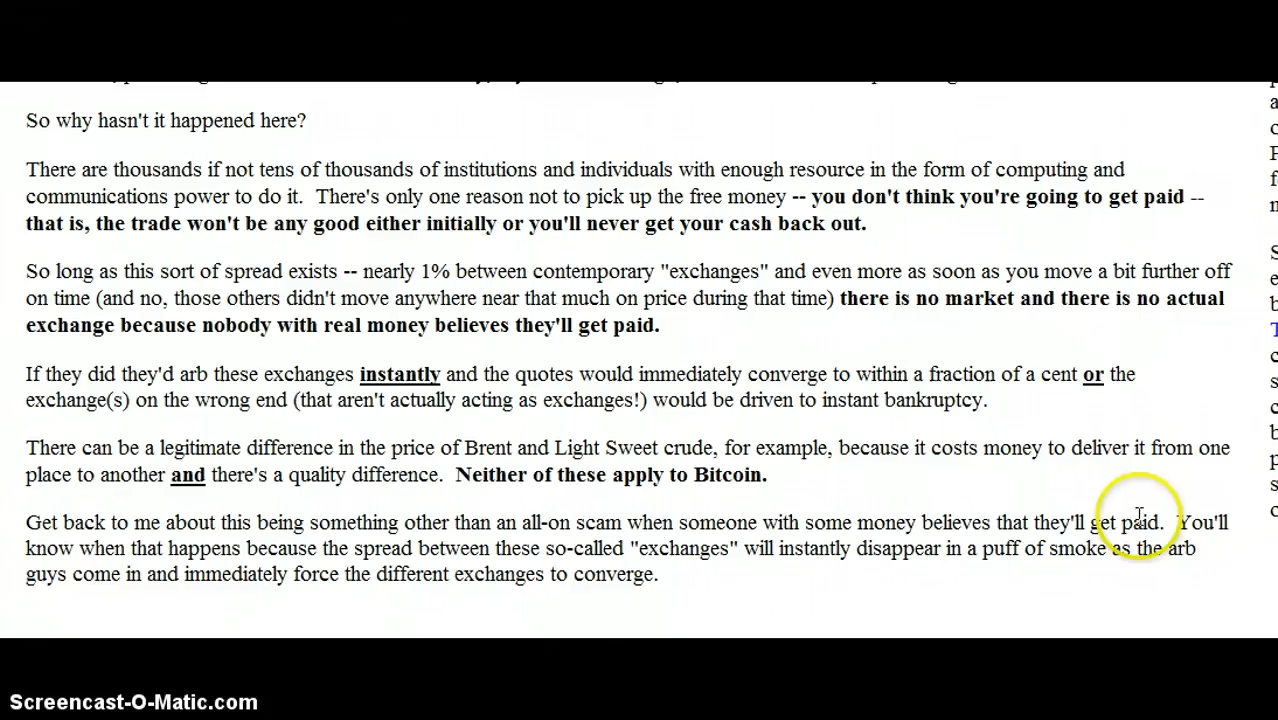 So why hasn't it happened here?
There are thousands if not tens of thousands of institutions and individuals with enough resource in the form of computing and
communications power to do it.  There's only one reason not to pick up the free money -- you don't think you're going to get paid --
that is, the trade won't be any good either initially or you'll never get your cash back out.
So long as this sort of spread exists -- nearly 1% between contemporary "exchanges" and even more as soon as you move a bit further off
on time (and no, those others didn't move anywhere near that much on price during that time) there is no market and there is no actual
exchange because nobody with real money believes they'll get paid.
If they did they'd arb these exchanges instantly and the quotes would immediately converge to within a fraction of a cent or the
exchange(s) on the wrong end (that aren't actually acting as exchanges!) would be driven to instant bankruptcy.
There can be a legitimate difference in the price of Brent and Light Sweet crude, for example, because it costs money to deliver it from one
place to another and there's a quality difference.  Neither of these apply to Bitcoin.
Get back to me about this being something other than an all-on scam when someone with some money believes that they'll get paid.  You'll
know when that happens because the spread between these so-called "exchanges" will instantly disappear in a puff of smoke as the arb
guys come in and immediately force the different exchanges to converge.
Screencast-O-Matic.com